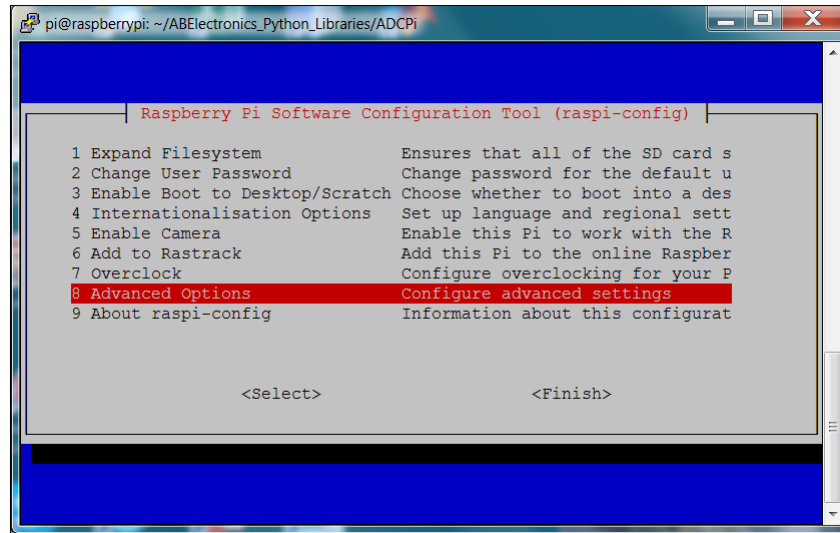 pi@raspberrypi: ~/ABElectronics_Python_Libraries/ADCPi
Raspberry Pi Software Configuration Tool (raspi-config)
1 Expand Filesystem Ensures that all of the SD card s
2 Change User Password Change password for the default u
3 Enable Boot to Desktop/Scratch Choose whether to boot into a des
4 Internationalisation Options Set up language and regional sett
5 Enable Camera Enable this Pi to work with the R
6 Add to Rastrack Add this Pi to the online Raspber
7 Overclock Configure overclocking for your P
8 Advanced Options Configure advanced settings
9 About raspi-config Information about this configurat
<Select> <Finish>